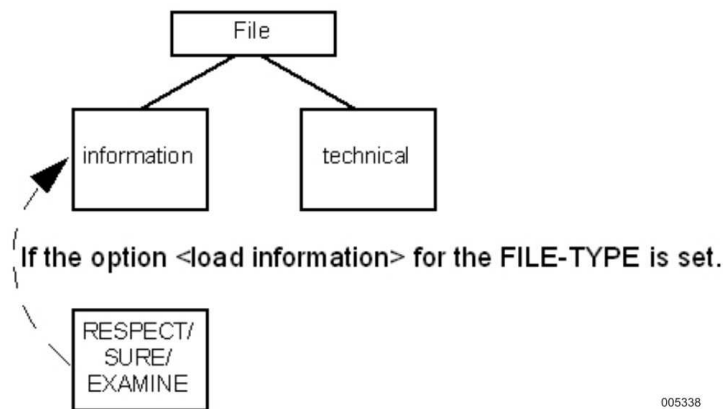 File
information
technical
If the option <load information> for the FILE-TYPE is set.
RESPECT/
SURE/
EXAMINE
005338